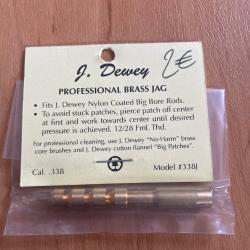 J. Dewey
2€
PROFESSIONAL BRASS JAG
• Fits J. Dewey Nylon Coated Big Bore Rods.
• To avoid stuck patches, pierce patch off center
at first and work towards center until desired
pressure is achieved. 12/28 Fml. Thd.
For professional cleaning, use J. Dewey "No-Harm" brass
core brushes and J. Dewey cotton flannel "Big Patches".
Cal. .338
Model #338J